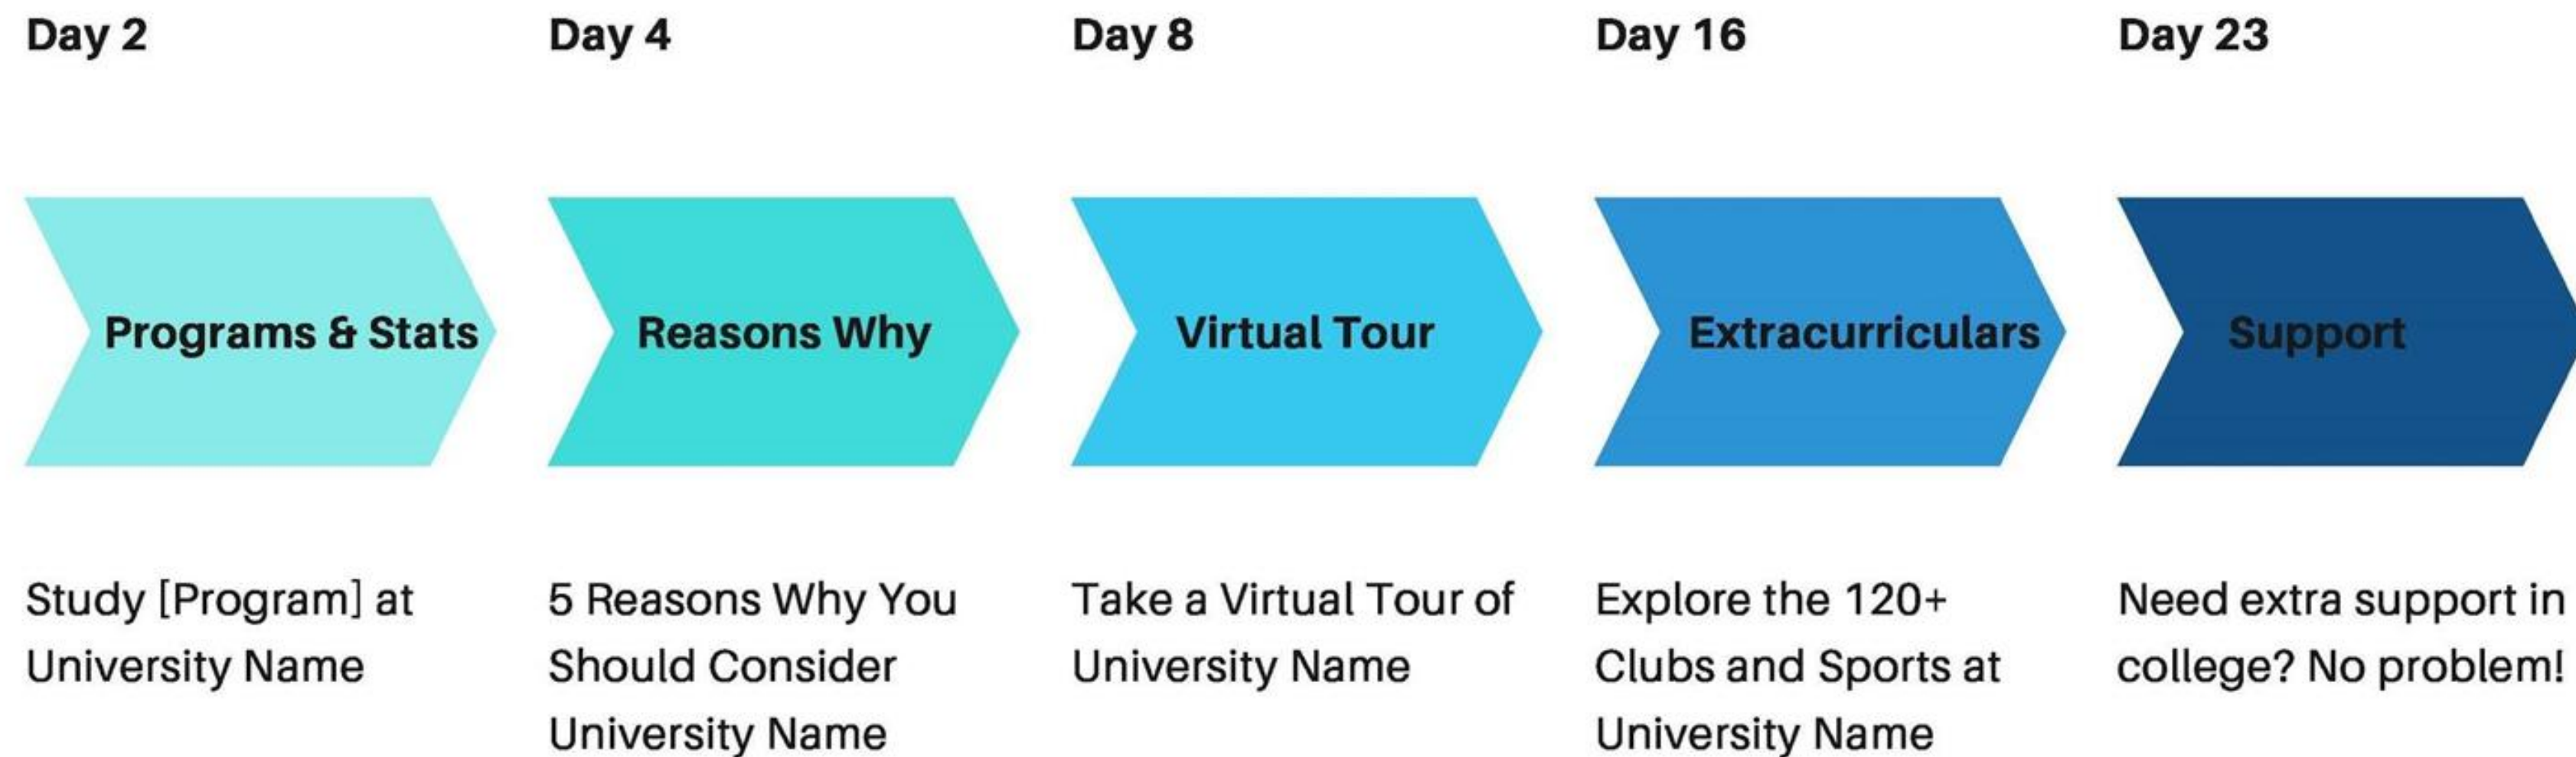 Day 2
Day 4
Day 8
Day 16
Day 23
Programs & Stats
Reasons Why
Virtual Tour
Extracurriculars
Support
Study [Program] at
University Name
5 Reasons Why You
Should Consider
University Name
Take a Virtual Tour of
University Name
Explore the 120+
Clubs and Sports at
University Name
Need extra support in
college? No problem!